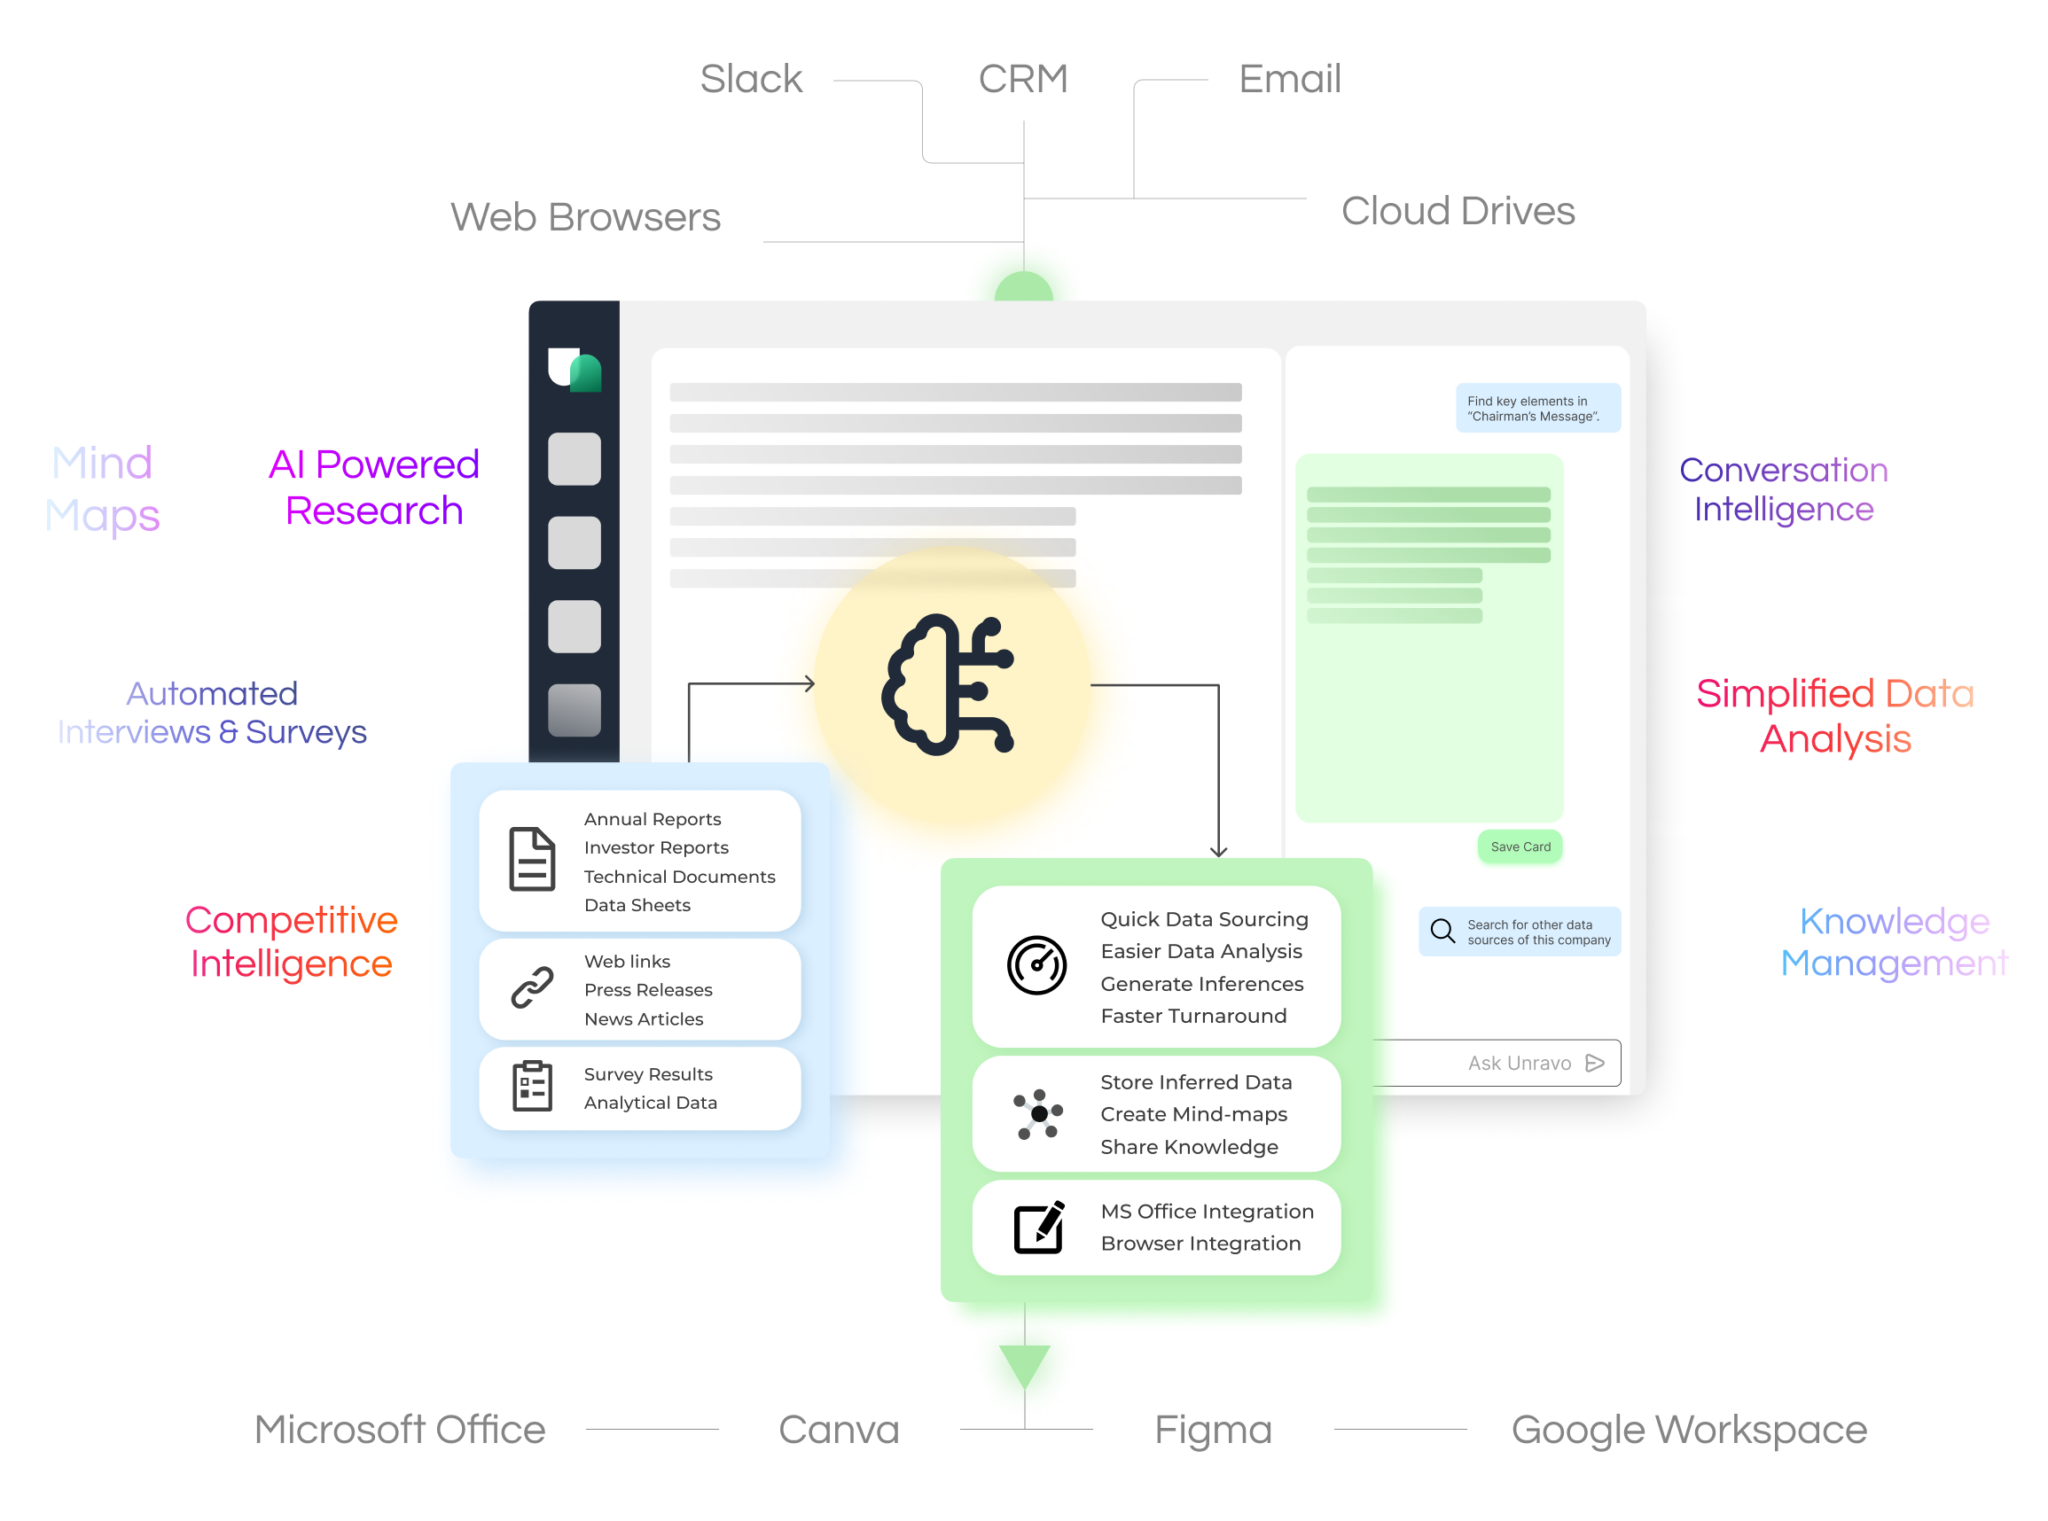 Slack
CRM
Email
Web Browsers
Cloud Drives
Find key elements in
“Chairman’s Message”.
Mind
Maps
AI Powered
Research
Conversation
Intelligence
Automated
Interviews & Surveys
Simplified Data
Analysis
Competitive
Intelligence
Annual Reports
Investor Reports
Technical Documents
Data Sheets
Web links
Press Releases
News Articles
Survey Results
Analytical Data
Save Card
Quick Data Sourcing
Easier Data Analysis
Generate Inferences
Faster Turnaround
Store Inferred Data
Create Mind-maps
Share Knowledge
MS Office Integration
Browser Integration
Search for other data
sources of this company
Knowledge
Management
Ask Unravo
Microsoft Office
Canva
Figma
Google Workspace